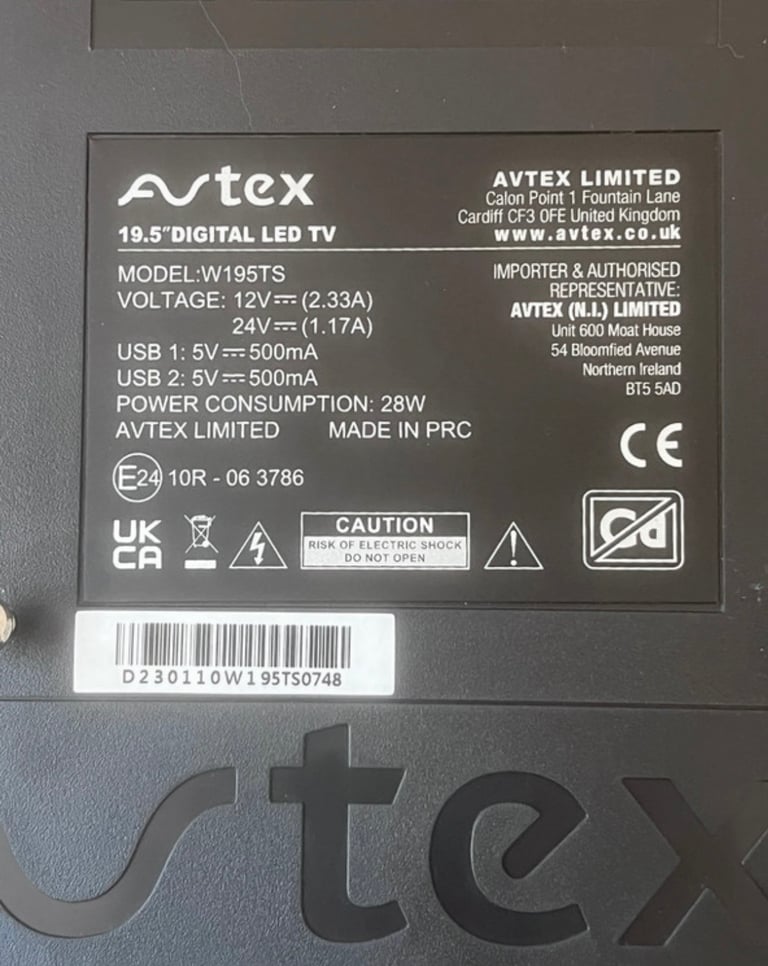 Avtex
19.5"DIGITAL LED TV
AVTEX LIMITED
Calon Point 1 Fountain Lane
Cardiff CF3 0FE United Kingdom
www.avtex.co.uk
MODEL:W195TS
VOLTAGE: 12V⎓(2.33A)
24V⎓(1.17A)
USB 1: 5V⎓500mA
USB 2: 5V⎓500mA
POWER CONSUMPTION: 28W
AVTEX LIMITED MADE IN PRC
IMPORTER & AUTHORISED
REPRESENTATIVE:
AVTEX (N.I.) LIMITED
Unit 600 Moat House
54 Bloomfied Avenue
Northern Ireland
BT5 5AD
CE
E24 10R - 06 3786
UK
CA
CAUTION
RISK OF ELECTRIC SHOCK
DO NOT OPEN
Pb
D230110W195TS0748
Avtex